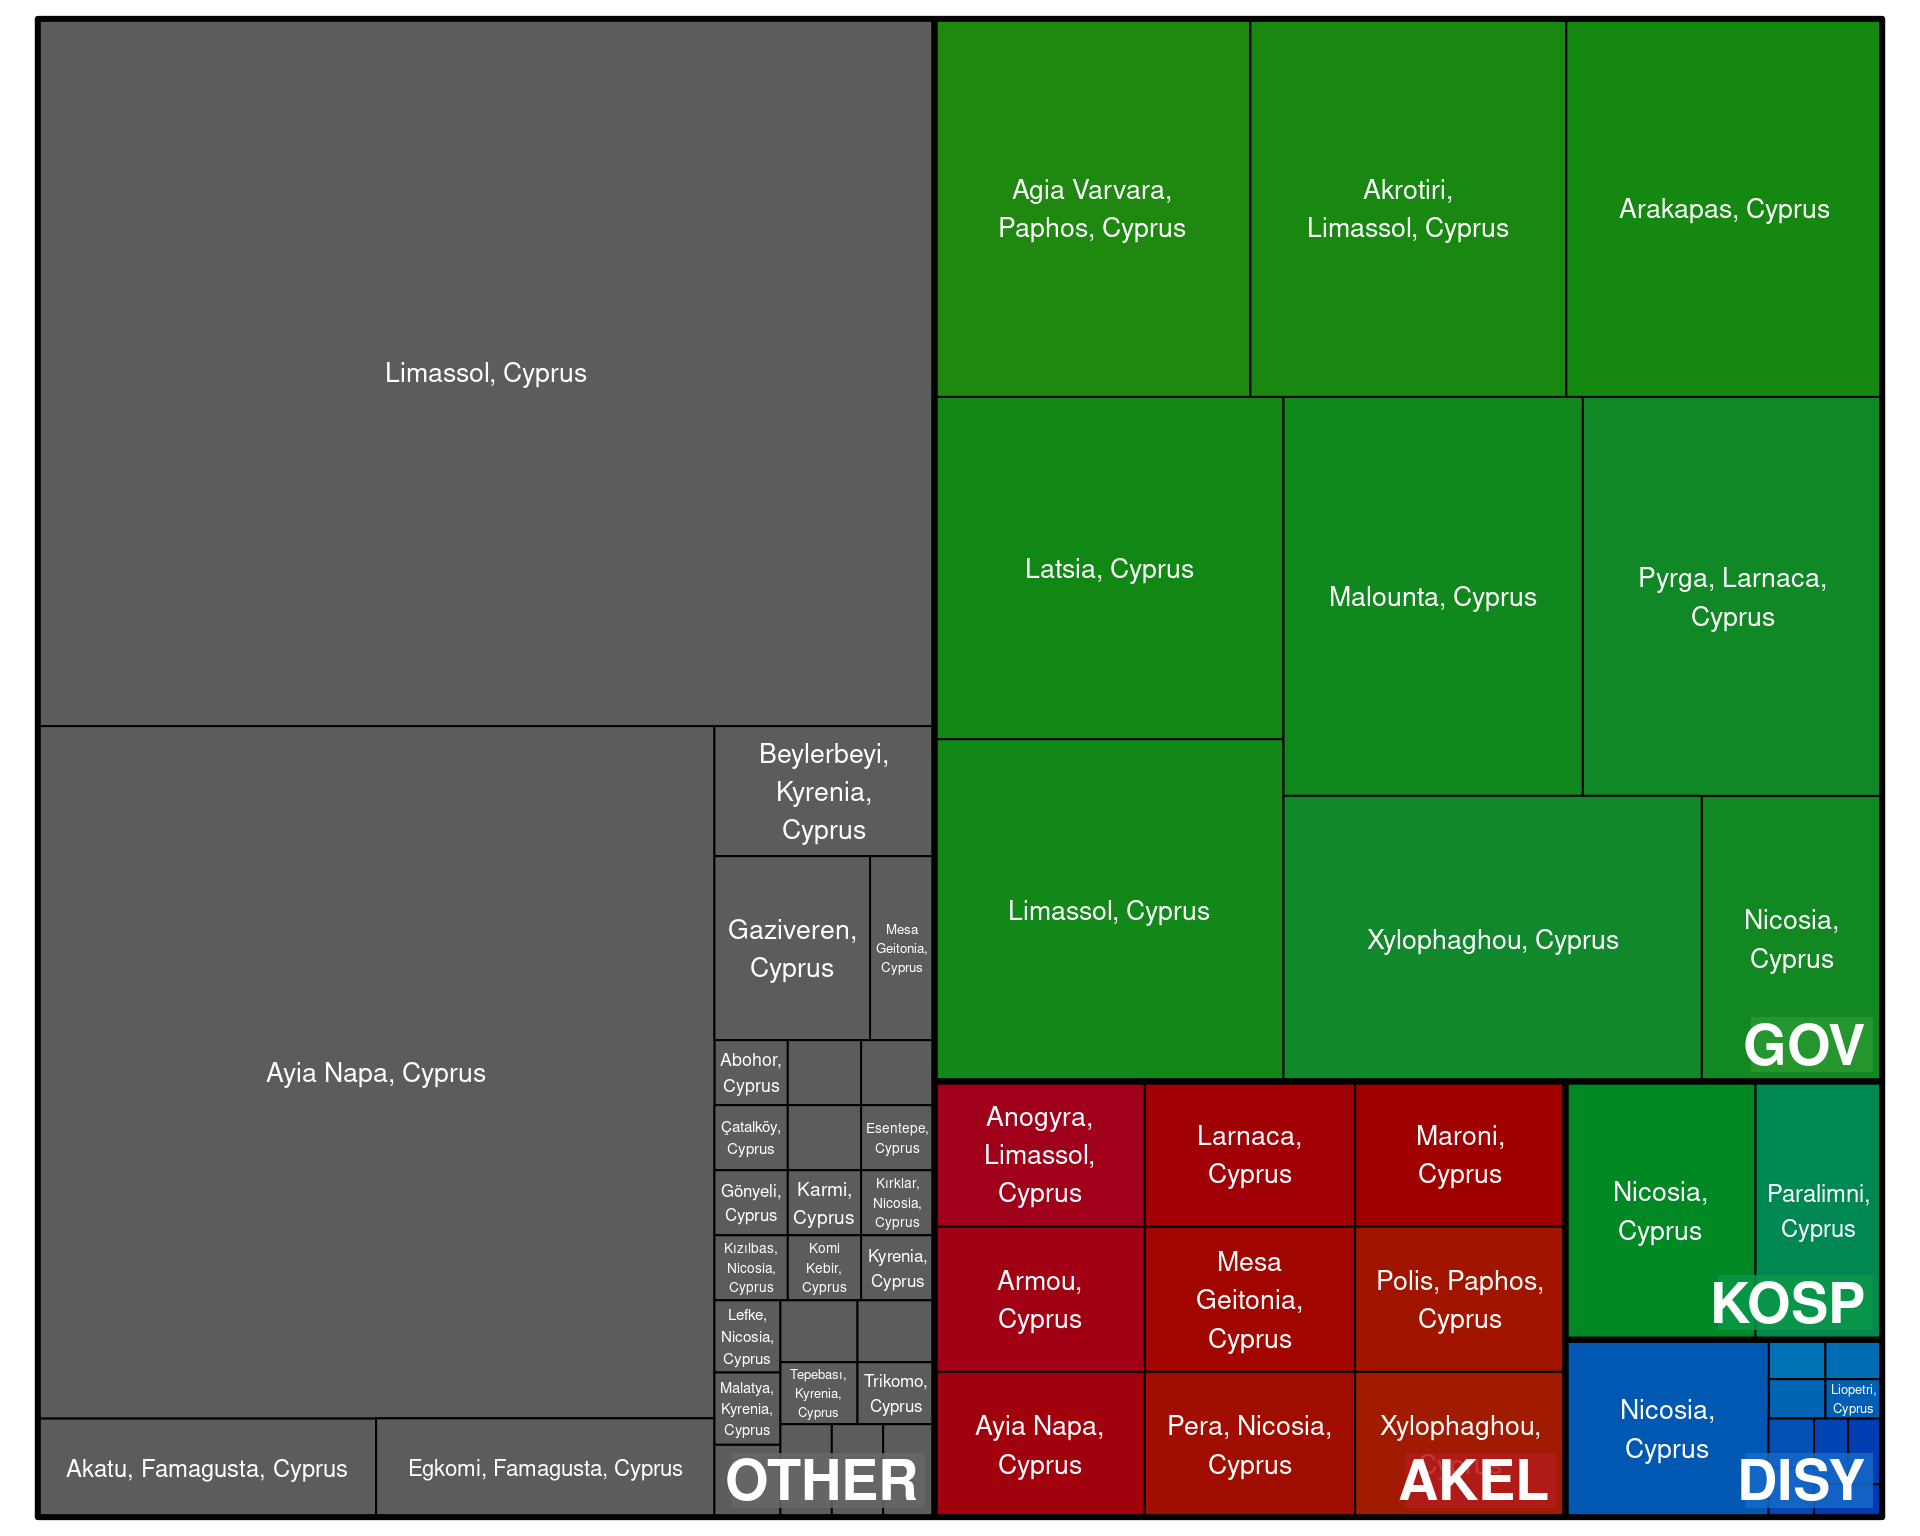 Limassol, Cyprus
Ayia Napa, Cyprus
Beylerbeyi,
Kyrenia,
Cyprus
Gaziveren,
Cyprus
Mesa
Geitonia,
Cyprus
Abohor,
Cyprus
Çatalköy,
Cyprus
Esentepe,
Cyprus
Gönyeli,
Cyprus
Karmi,
Cyprus
Kırklar,
Nicosia,
Cyprus
Kızılbas,
Nicosia,
Cyprus
Komi
Kebir,
Cyprus
Kyrenia,
Cyprus
Lefke,
Nicosia,
Cyprus
Tepebası,
Kyrenia,
Cyprus
Trikomo,
Cyprus
Malatya,
Kyrenia,
Cyprus
Akatu, Famagusta, Cyprus
Egkomi, Famagusta, Cyprus
OTHER
Agia Varvara,
Paphos, Cyprus
Akrotiri,
Limassol, Cyprus
Arakapas, Cyprus
Latsia, Cyprus
Malounta, Cyprus
Pyrga, Larnaca,
Cyprus
Limassol, Cyprus
Xylophaghou, Cyprus
Nicosia,
Cyprus
GOV
Anogyra,
Limassol,
Cyprus
Larnaca,
Cyprus
Maroni,
Cyprus
Armou,
Cyprus
Mesa
Geitonia,
Cyprus
Polis, Paphos,
Cyprus
Ayia Napa,
Cyprus
Pera, Nicosia,
Cyprus
Xylophaghou,
Cyprus
AKEL
Nicosia,
Cyprus
Paralimni,
Cyprus
KOSP
Nicosia,
Cyprus
Liopetri,
Cyprus
DISY